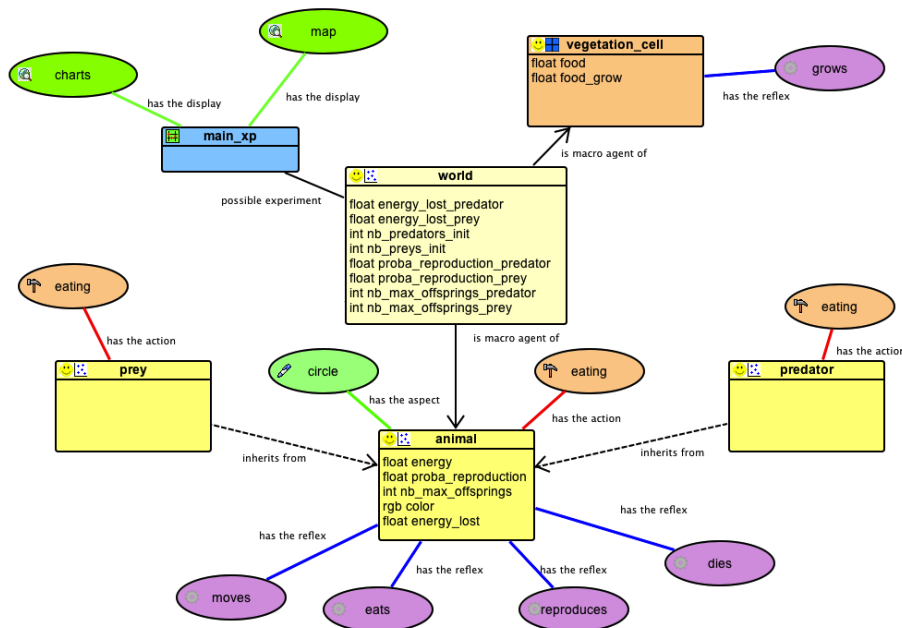 map
vegetation_cell
float food
float food_grow
charts
grows
has the display
has the display
has the reflex
main_xp
is macro agent of
world
possible experiment
float energy_lost_predator
float energy_lost_prey
int nb_predators_init
int nb_preys_init
float proba_reproduction_predator
float proba_reproduction_prey
int nb_max_offsprings_predator
int nb_max_offsprings_prey
eating
eating
has the action
is macro agent of
has the action
prey
circle
eating
predator
has the aspect
has the action
animal
inherits from
inherits from
float energy
float proba_reproduction
int nb_max_offsprings
rgb color
float energy_lost
has the reflex
has the reflex
has the reflex
has the reflex
dies
moves
eats
reproduces